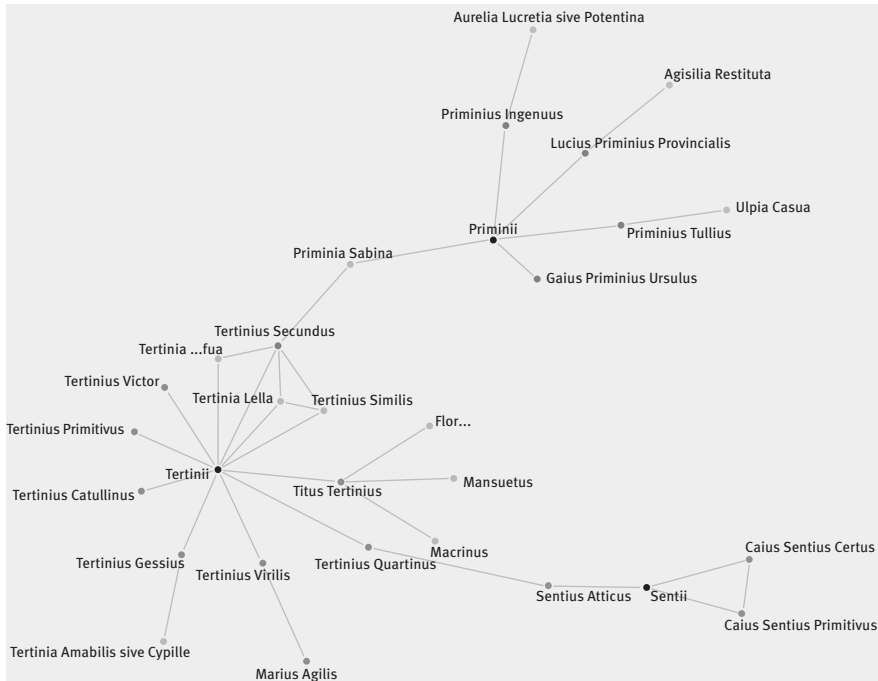 Aurelia Lucretia sive Potentina
Agisilia Restituta
Priminius Ingenuus
Lucius Priminius Provincialis
Ulpia Casua
Priminii
Priminius Tullius
Priminia Sabina
Gaius Priminius Ursulus
Tertinius Secundus
Tertinia ...fua
Tertinius Victor
Tertinia Lella
Tertinius Similis
Flor...
Tertinius Primitivus
Tertinii
Mansuetus
Tertinius Catullinus
Titus Tertinius
Macrinus
Caius Sentius Certus
Tertinius Gessius
Tertinius Quartinus
Tertinius Virilis
Sentius Atticus
Sentii
Caius Sentius Primitivus
Tertinia Amabilis sive Cypille
Marius Agilis